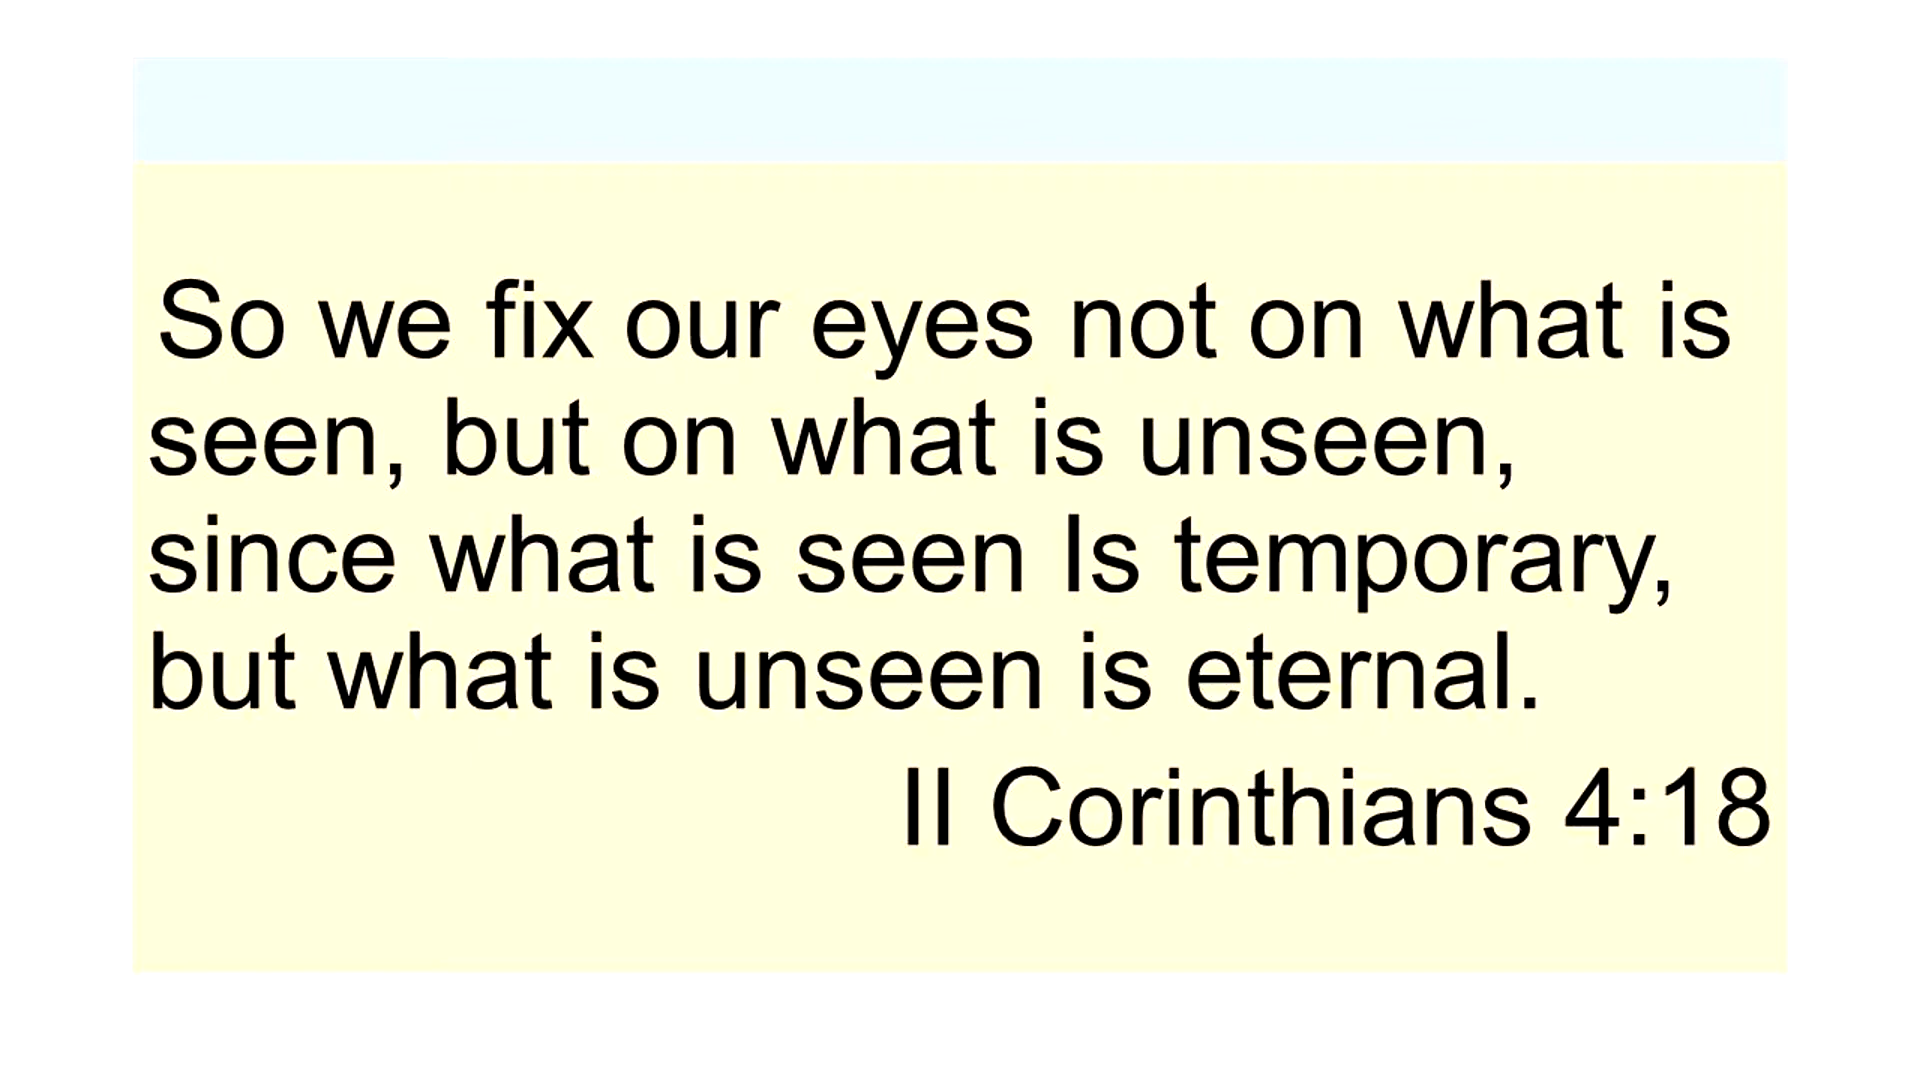 So we fix our eyes not on what is
seen, but on what is unseen,
since what is seen Is temporary,
but what is unseen is eternal.
II Corinthians 4:18